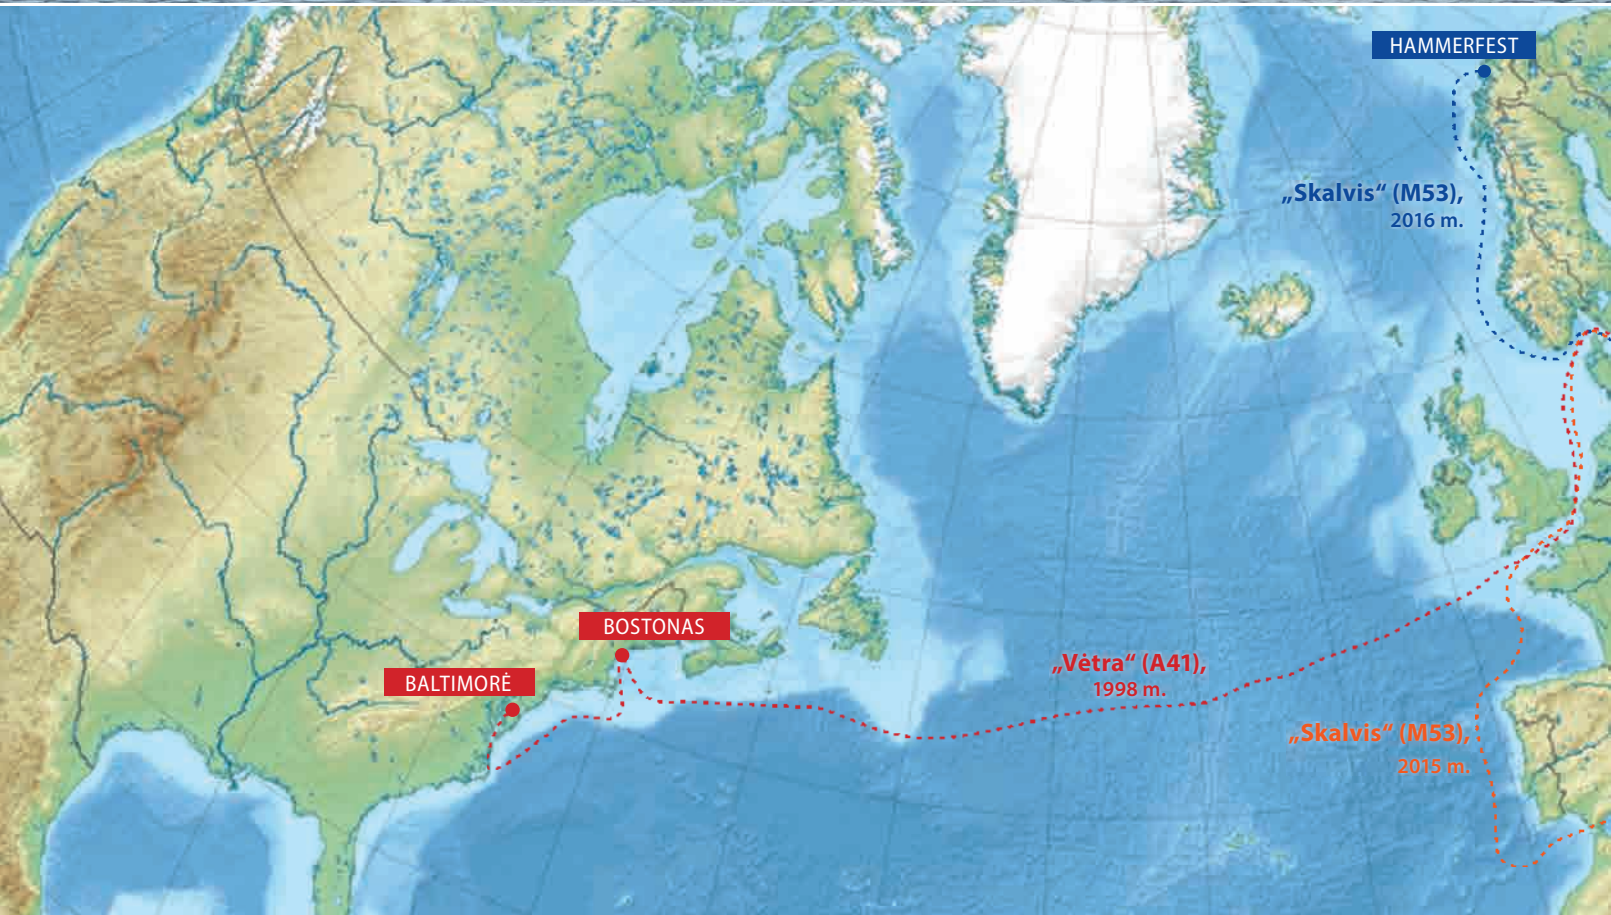 HAMMERFEST
„Skalvis“ (M53),
2016 m.
BOSTONAS
BALTIMORĖ
„Vėtra“ (A41),
1998 m.
„Skalvis“ (M53),
2015 m.